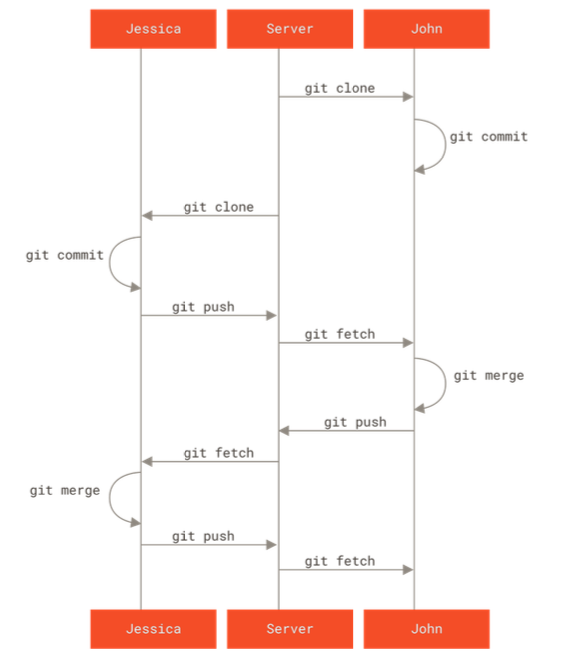 Jessica
Server
John
git clone
git commit
git clone
git commit
git push
git fetch
git merge
git push
git fetch
git merge
git push
git fetch
Jessica
Server
John